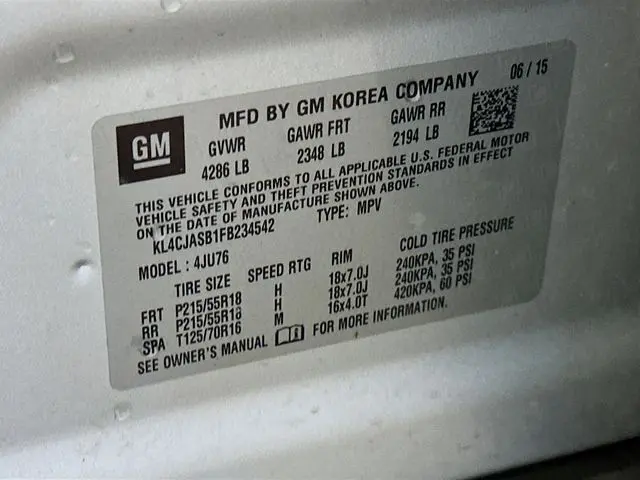 MFD BY GM KOREA COMPANY 06 / 15
GM
GVWR GAWR FRT GAWR RR
4286 LB 2348 LB 2194 LB
THIS VEHICLE CONFORMS TO ALL APPLICABLE U.S. FEDERAL MOTOR
VEHICLE SAFETY AND THEFT PREVENTION STANDARDS IN EFFECT
ON THE DATE OF MANUFACTURE SHOWN ABOVE.
KL4CJASB1FB234542 TYPE: MPV
MODEL : 4JU76
TIRE SIZE SPEED RTG RIM COLD TIRE PRESSURE
FRT P215/55R18 H 18x7.0J 240KPA, 35 PSI
RR P215/55R18 H 18x7.0J 240KPA, 35 PSI
SPA T125/70R16 M 16x4.0T 420KPA, 60 PSI
SEE OWNER'S MANUAL FOR MORE INFORMATION.